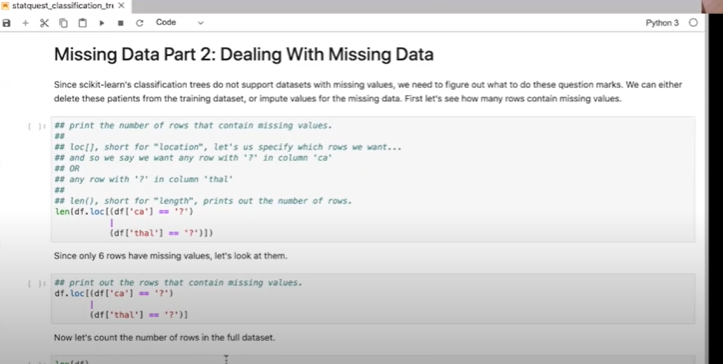 statquest_classification_tre
Code
Python 3
Missing Data Part 2: Dealing With Missing Data
Since scikit-learn's classification trees do not support datasets with missing values, we need to figure out what to do these question marks. We can either
delete these patients from the training dataset, or impute values for the missing data. First let's see how many rows contain missing values.
[ ]: ## print the number of rows that contain missing values.
##
## loc[], short for "location", let's us specify which rows we want...
## and so we say we want any row with '?' in column 'ca'
## OR
## any row with '?' in column 'thal'
##
## len(), short for "length", prints out the number of rows.
len(df.loc[(df['ca'] == '?')
|
(df['thal'] == '?')])
Since only 6 rows have missing values, let's look at them.
[ ]: ## print out the rows that contain missing values.
df.loc[(df['ca'] == '?')
|
(df['thal'] == '?')]
Now let's count the number of rows in the full dataset.
len(df)